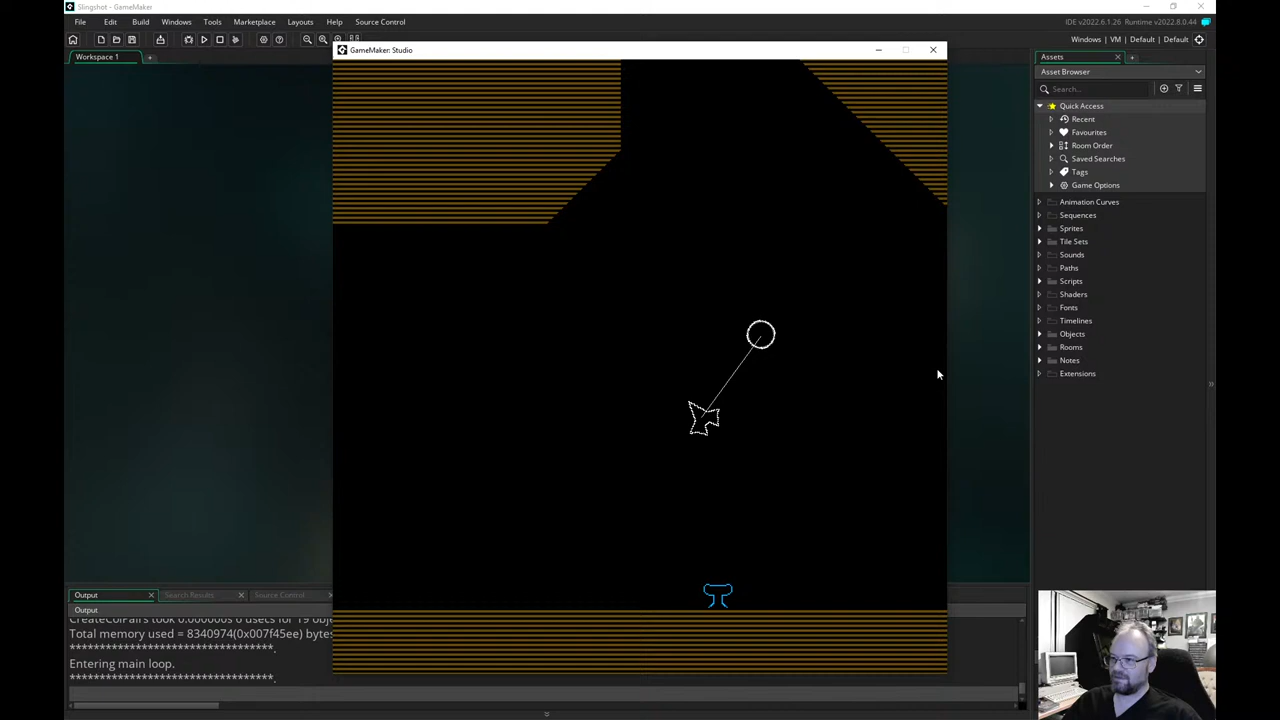 Slingshot - GameMaker
File Edit Build Windows Tools Marketplace Layouts Help Source Control
IDE v2022.6.1.26 Runtime v2022.8.0.44
Windows | VM | Default | Default
Workspace 1
GameMaker: Studio
Assets
Asset Browser
Search...
Quick Access
Recent
Favourites
Room Order
Saved Searches
Tags
Game Options
Animation Curves
Sequences
Sprites
Tile Sets
Sounds
Paths
Scripts
Shaders
Fonts
Timelines
Objects
Rooms
Notes
Extensions
Output Search Results Source Control
Output
Total memory used = 8340974(0x007f45ee) bytes
**********************************.
Entering main loop.
**********************************.